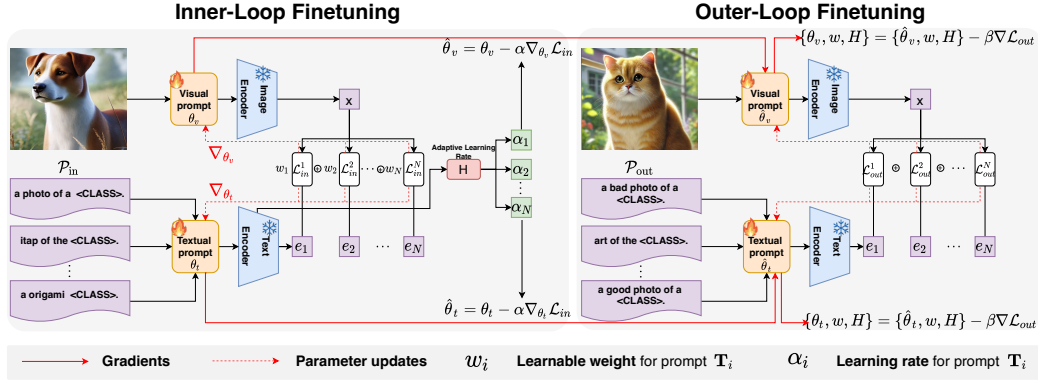 Inner-Loop Finetuning
Outer-Loop Finetuning
θ̂_v = θ_v − α∇_{θ_v} ℒ_in
{θ_v, w, H} = {θ̂_v, w, H} − β∇ℒ_out
Visual
prompt
θ_v
Image
Encoder
x
∇_{θ_v}
w_1 ℒ_in^1 ⊕ w_2 ℒ_in^2 ⋯ ⊕ w_N ℒ_in^N
Adaptive Learning
Rate
H
α_1
α_2
⋮
α_N
𝒫_in
a photo of a <CLASS>.
itap of the <CLASS>.
⋮
a origami <CLASS>.
∇_{θ_t}
Textual
prompt
θ_t
Text
Encoder
e_1
e_2
⋯
e_N
θ̂_t = θ_t − α∇_{θ_t} ℒ_in
Visual
prompt
θ̂_v
Image
Encoder
x
ℒ_out^1 ⊕ ℒ_out^2 ⊕ ⋯ ℒ_out^N
𝒫_out
a bad photo of a
<CLASS>.
art of the <CLASS>.
⋮
a good photo of a
<CLASS>.
Textual
prompt
θ̂_t
Text
Encoder
e_1
e_2
⋯
e_N
{θ_t, w, H} = {θ̂_t, w, H} − β∇ℒ_out
Gradients
Parameter updates
w_i Learnable weight for prompt T_i
α_i Learning rate for prompt T_i